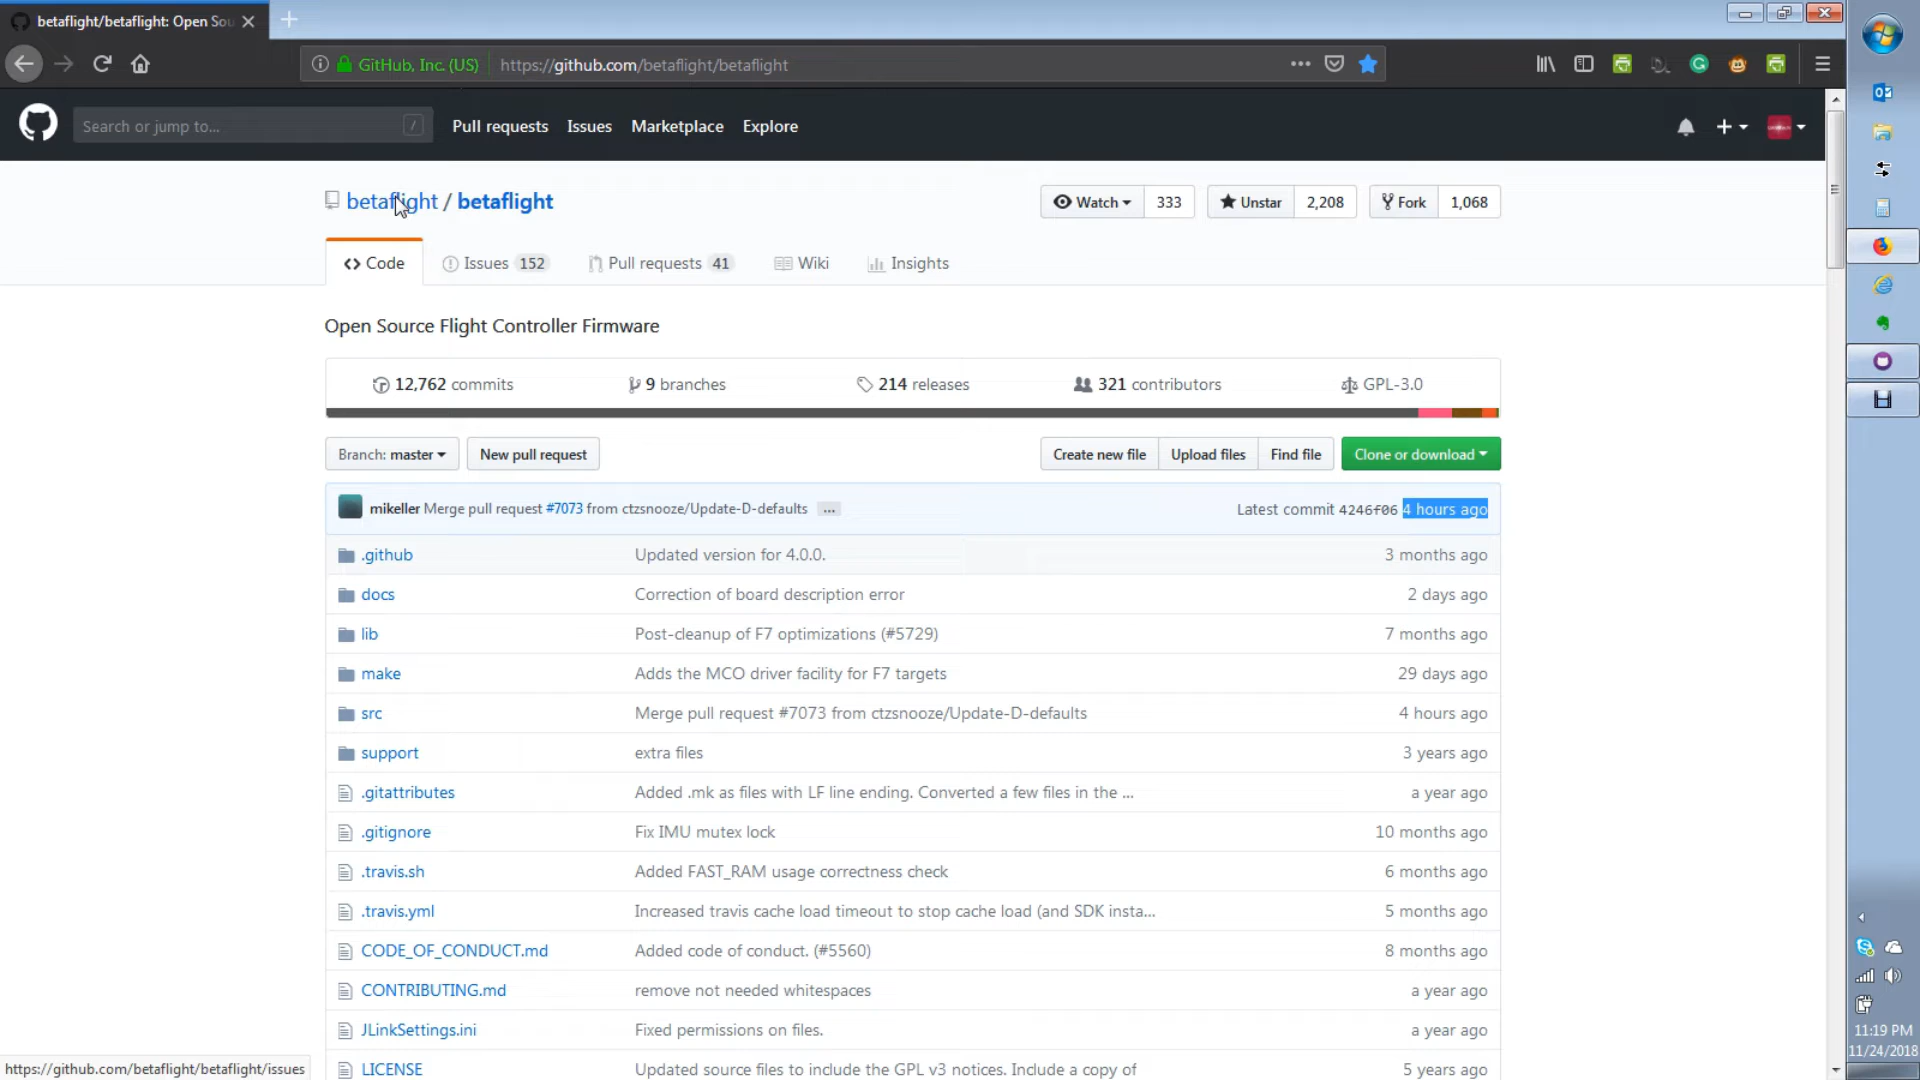 betaflight/betaflight: Open Sou
GitHub, Inc. (US) https://github.com/betaflight/betaflight
Search or jump to... / Pull requests Issues Marketplace Explore
betaflight / betaflight
Watch 333 Unstar 2,208 Fork 1,068
Code Issues 152 Pull requests 41 Wiki Insights
Open Source Flight Controller Firmware
12,762 commits 9 branches 214 releases 321 contributors GPL-3.0
Branch: master New pull request Create new file Upload files Find file Clone or download
mikeller Merge pull request #7073 from ctzsnooze/Update-D-defaults ... Latest commit 4246f06 4 hours ago
.github Updated version for 4.0.0. 3 months ago
docs Correction of board description error 2 days ago
lib Post-cleanup of F7 optimizations (#5729) 7 months ago
make Adds the MCO driver facility for F7 targets 29 days ago
src Merge pull request #7073 from ctzsnooze/Update-D-defaults 4 hours ago
support extra files 3 years ago
.gitattributes Added .mk as files with LF line ending. Converted a few files in the ... a year ago
.gitignore Fix IMU mutex lock 10 months ago
.travis.sh Added FAST_RAM usage correctness check 6 months ago
.travis.yml Increased travis cache load timeout to stop cache load (and SDK insta... 5 months ago
CODE_OF_CONDUCT.md Added code of conduct. (#5560) 8 months ago
CONTRIBUTING.md remove not needed whitespaces a year ago
JLinkSettings.ini Fixed permissions on files. a year ago
LICENSE Updated source files to include the GPL v3 notices. Include a copy of 5 years ago
https://github.com/betaflight/betaflight/issues
11:19 PM
11/24/2018